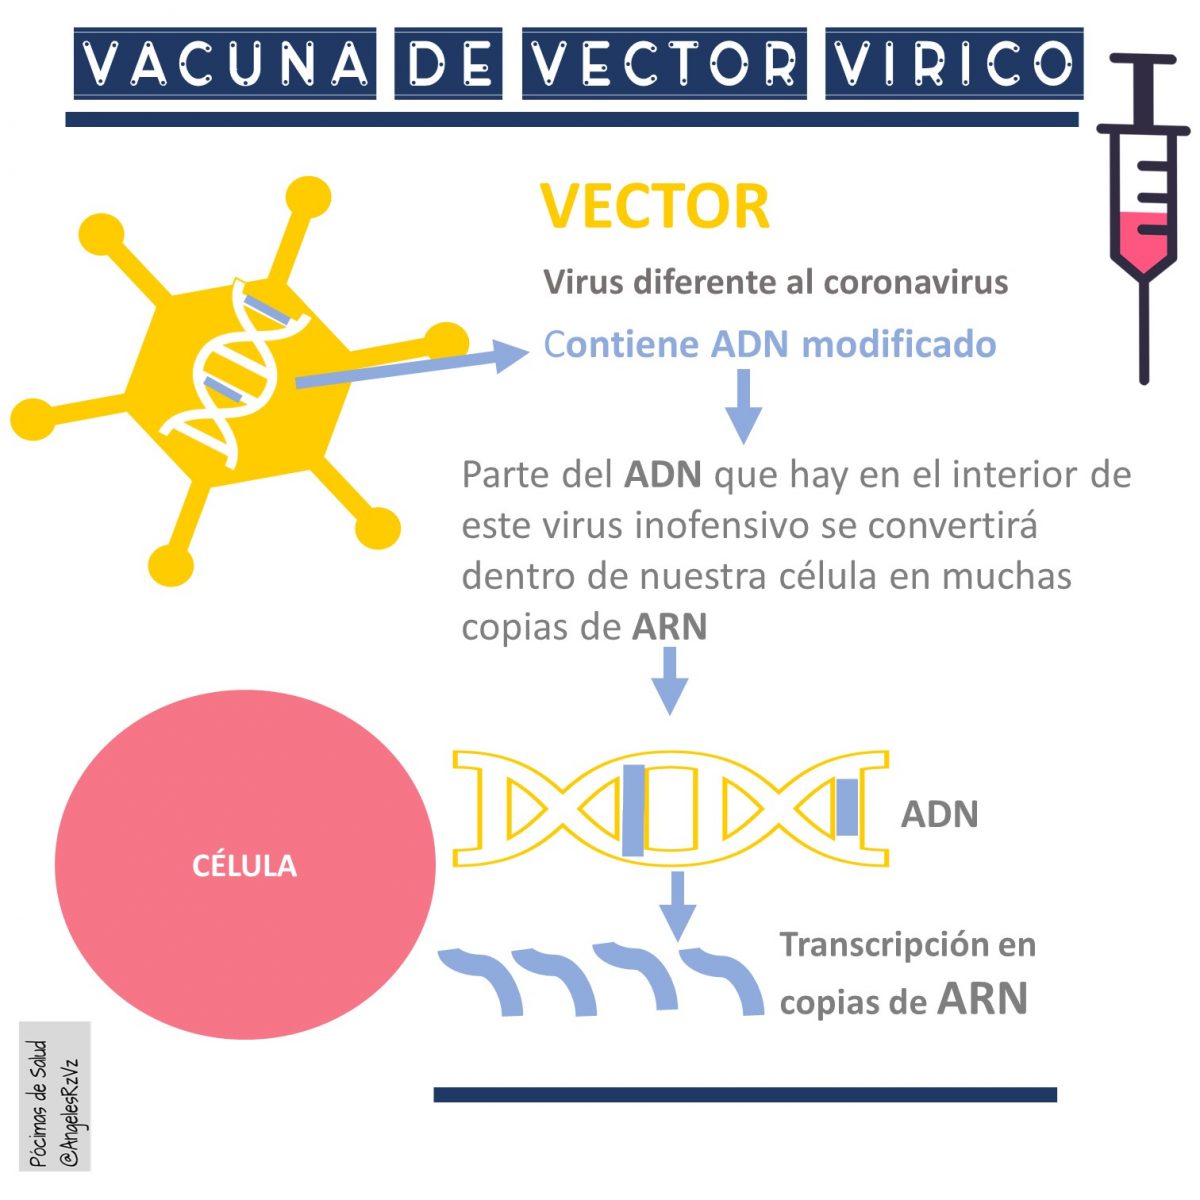 VACUNA DE VECTOR VIRICO
VECTOR
Virus diferente al coronavirus
Contiene ADN modificado
Parte del ADN que hay en el interior de
este virus inofensivo se convertirá
dentro de nuestra célula en muchas
copias de ARN
CÉLULA
ADN
Transcripción en
copias de ARN
Pócimas de Salud
@AngelesRzVz